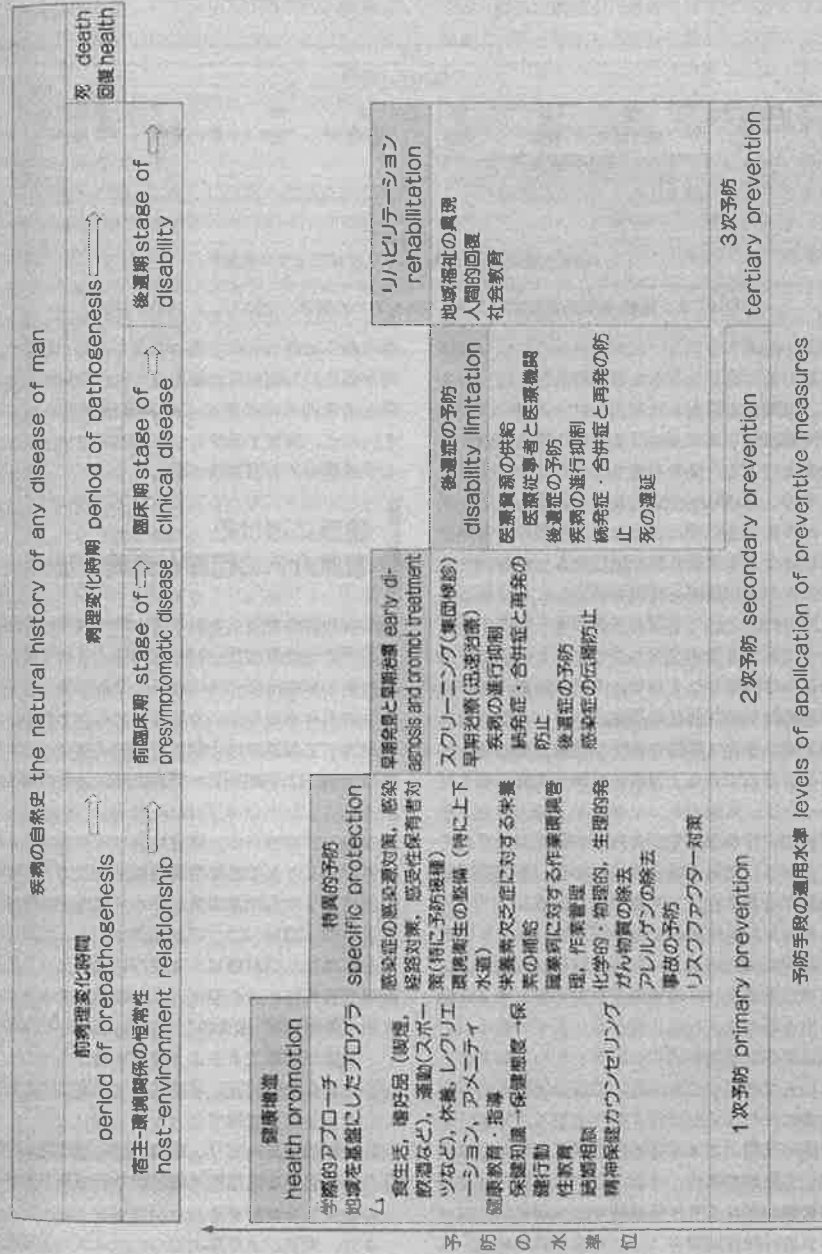 疾病の自然史 the natural history of any disease of man
前病理変化時間
period of prepathogenesis
病理変化時期 period of pathogenesis
死 death
回復 health
宿主-環境関係の恒常性
host-environment relationship
前臨床期 stage of
presymptomatic disease
臨床期 stage of
clinical disease
後遺期 stage of
disability
健康増進
health promotion
学際的アプローチ
地域を基盤にしたプログラ
ム
食生活, 嗜好品 (喫煙,
飲酒など), 運動(スポー
ツなど), 休養, レクリエ
ーション, アメニティ
健康教育・指導
保健知識→保健態度→保
健行動
性教育
結婚相談
精神保健カウンセリング
特異的予防
specific protection
感染症の感染源対策, 感染
経路対策, 感受性保有者対
策(特に予防接種)
環境衛生の整備 (特に上下
水道)
栄養素欠乏症に対する栄養
素の補給
職業病に対する作業環境管
理, 作業管理
化学的・物理的, 生理的発
がん物質の除去
アレルゲンの除去
事故の予防
リスクファクター対策
早期発見と早期治療 early di-
agnosis and prompt treatment
スクリーニング(集団検診)
早期治療(迅速治療)
疾病の進行抑制
続発症・合併症と再発の
防止
後遺症の予防
感染症の伝播防止
後遺症の予防
disability limitation
医療資源の供給
医療従事者と医療機関
後遺症の予防
疾病の進行抑制
続発症・合併症と再発の防
止
死の遅延
リハビリテーション
rehabilitation
地域福祉の実現
人間的回復
社会教育
1次予防 primary prevention
2次予防 secondary prevention
3次予防
tertiary prevention
予防手段の適用水準 levels of application of preventive measures
予防の水準位